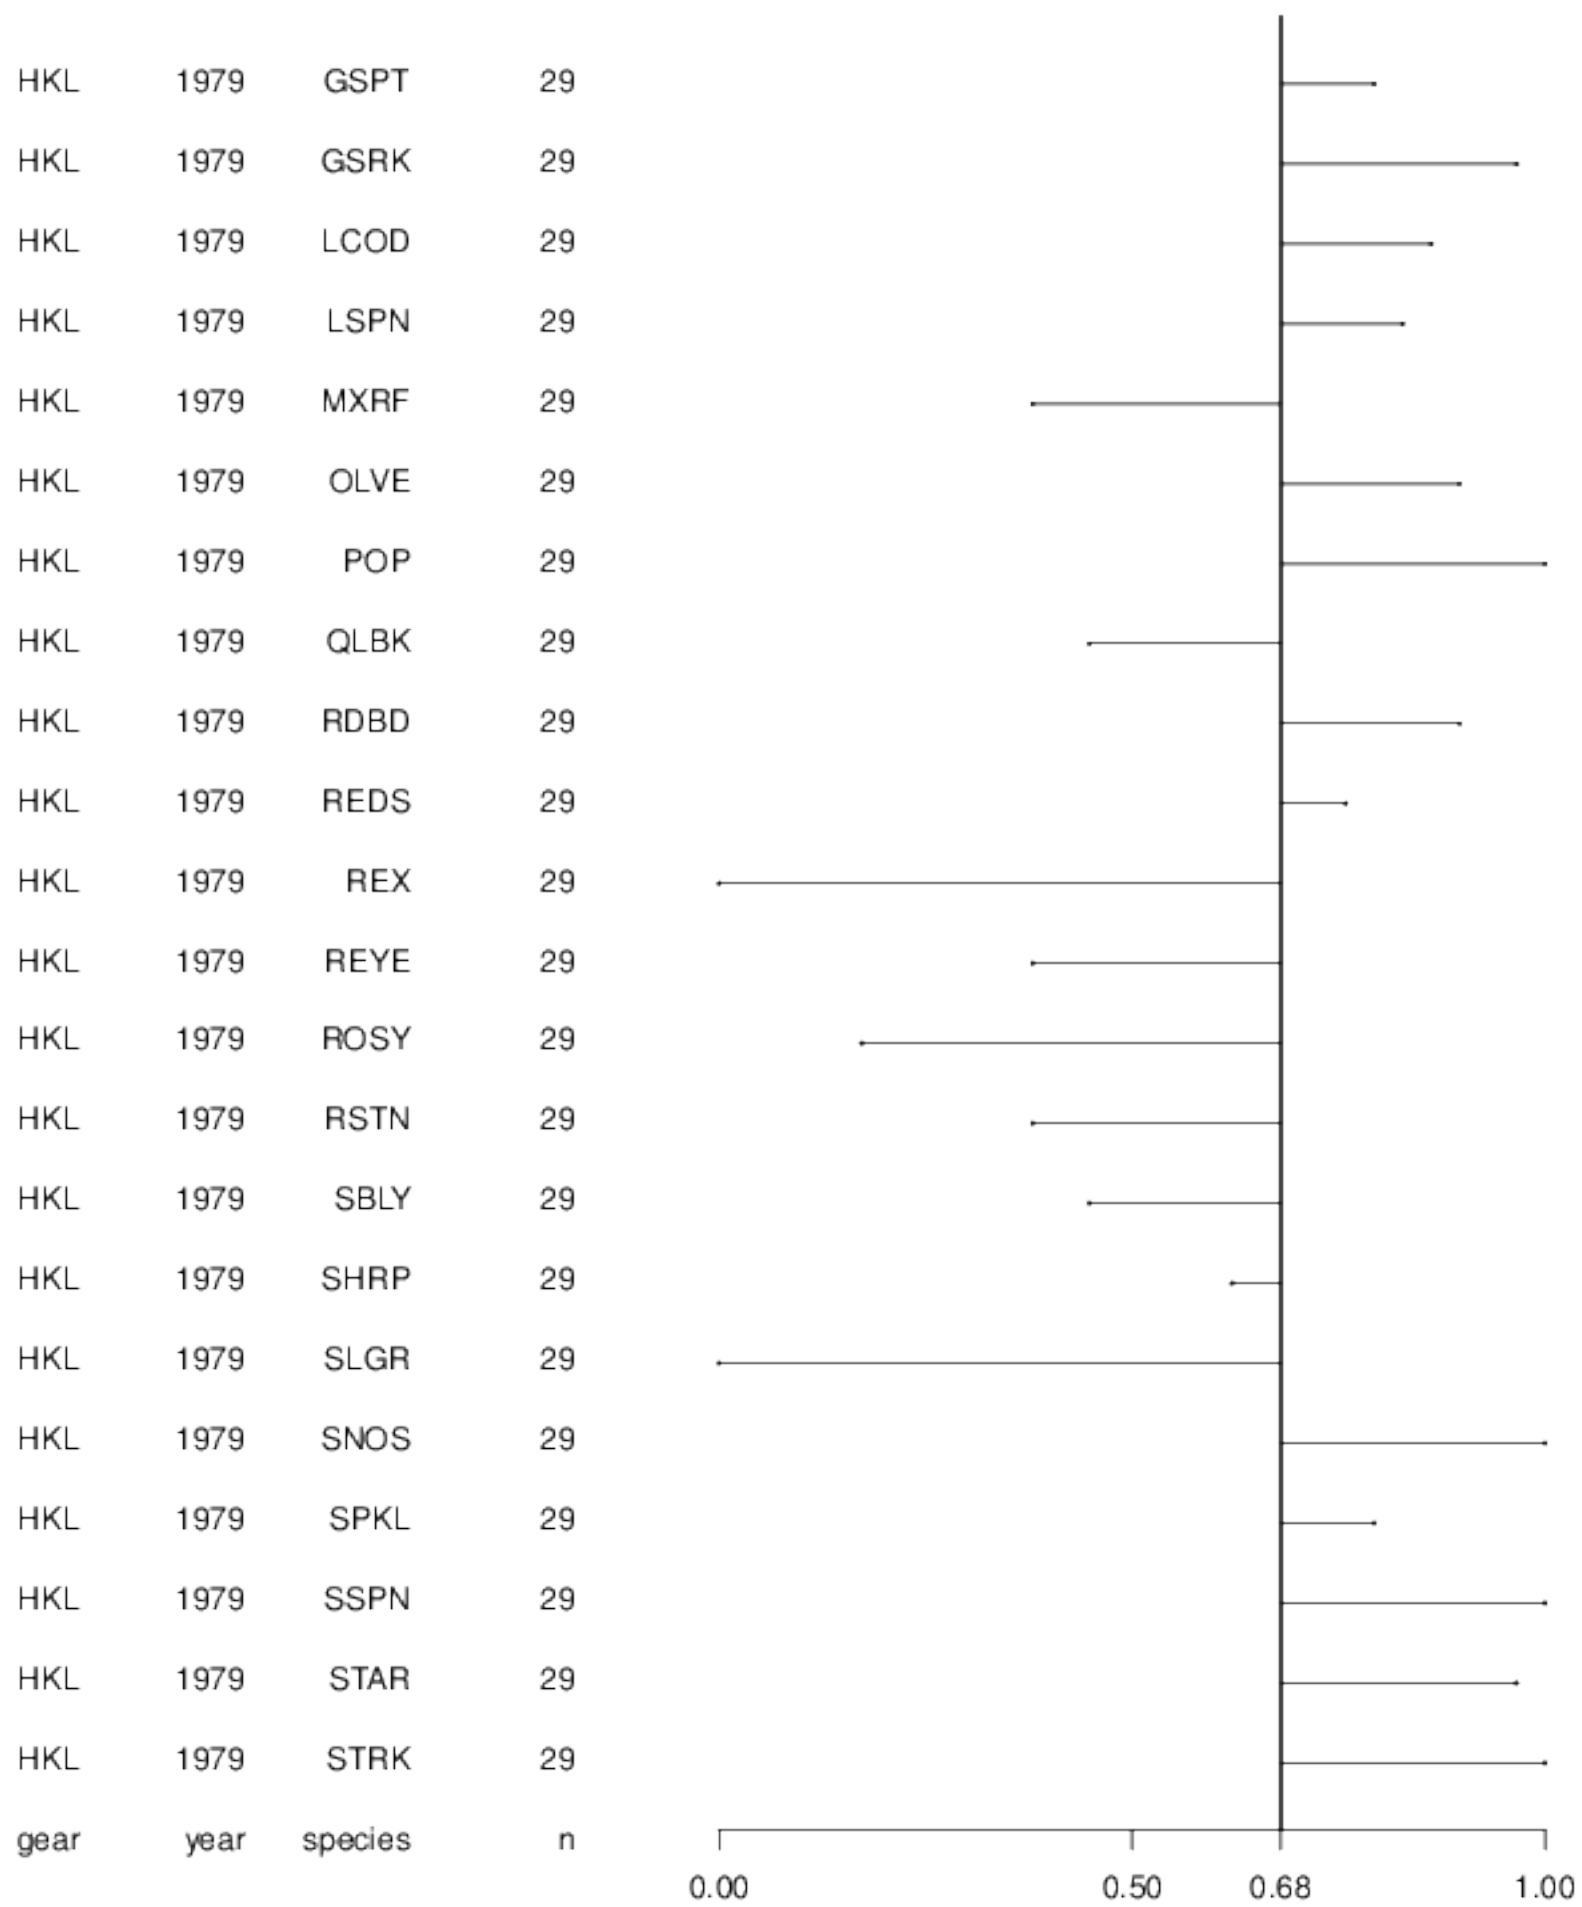 HKL 1979 GSPT 29
HKL 1979 GSRK 29
HKL 1979 LCOD 29
HKL 1979 LSPN 29
HKL 1979 MXRF 29
HKL 1979 OLVE 29
HKL 1979 POP 29
HKL 1979 QLBK 29
HKL 1979 RDBD 29
HKL 1979 REDS 29
HKL 1979 REX 29
HKL 1979 REYE 29
HKL 1979 ROSY 29
HKL 1979 RSTN 29
HKL 1979 SBLY 29
HKL 1979 SHRP 29
HKL 1979 SLGR 29
HKL 1979 SNOS 29
HKL 1979 SPKL 29
HKL 1979 SSPN 29
HKL 1979 STAR 29
HKL 1979 STRK 29
gear year species n
0.00 0.50 0.68 1.00